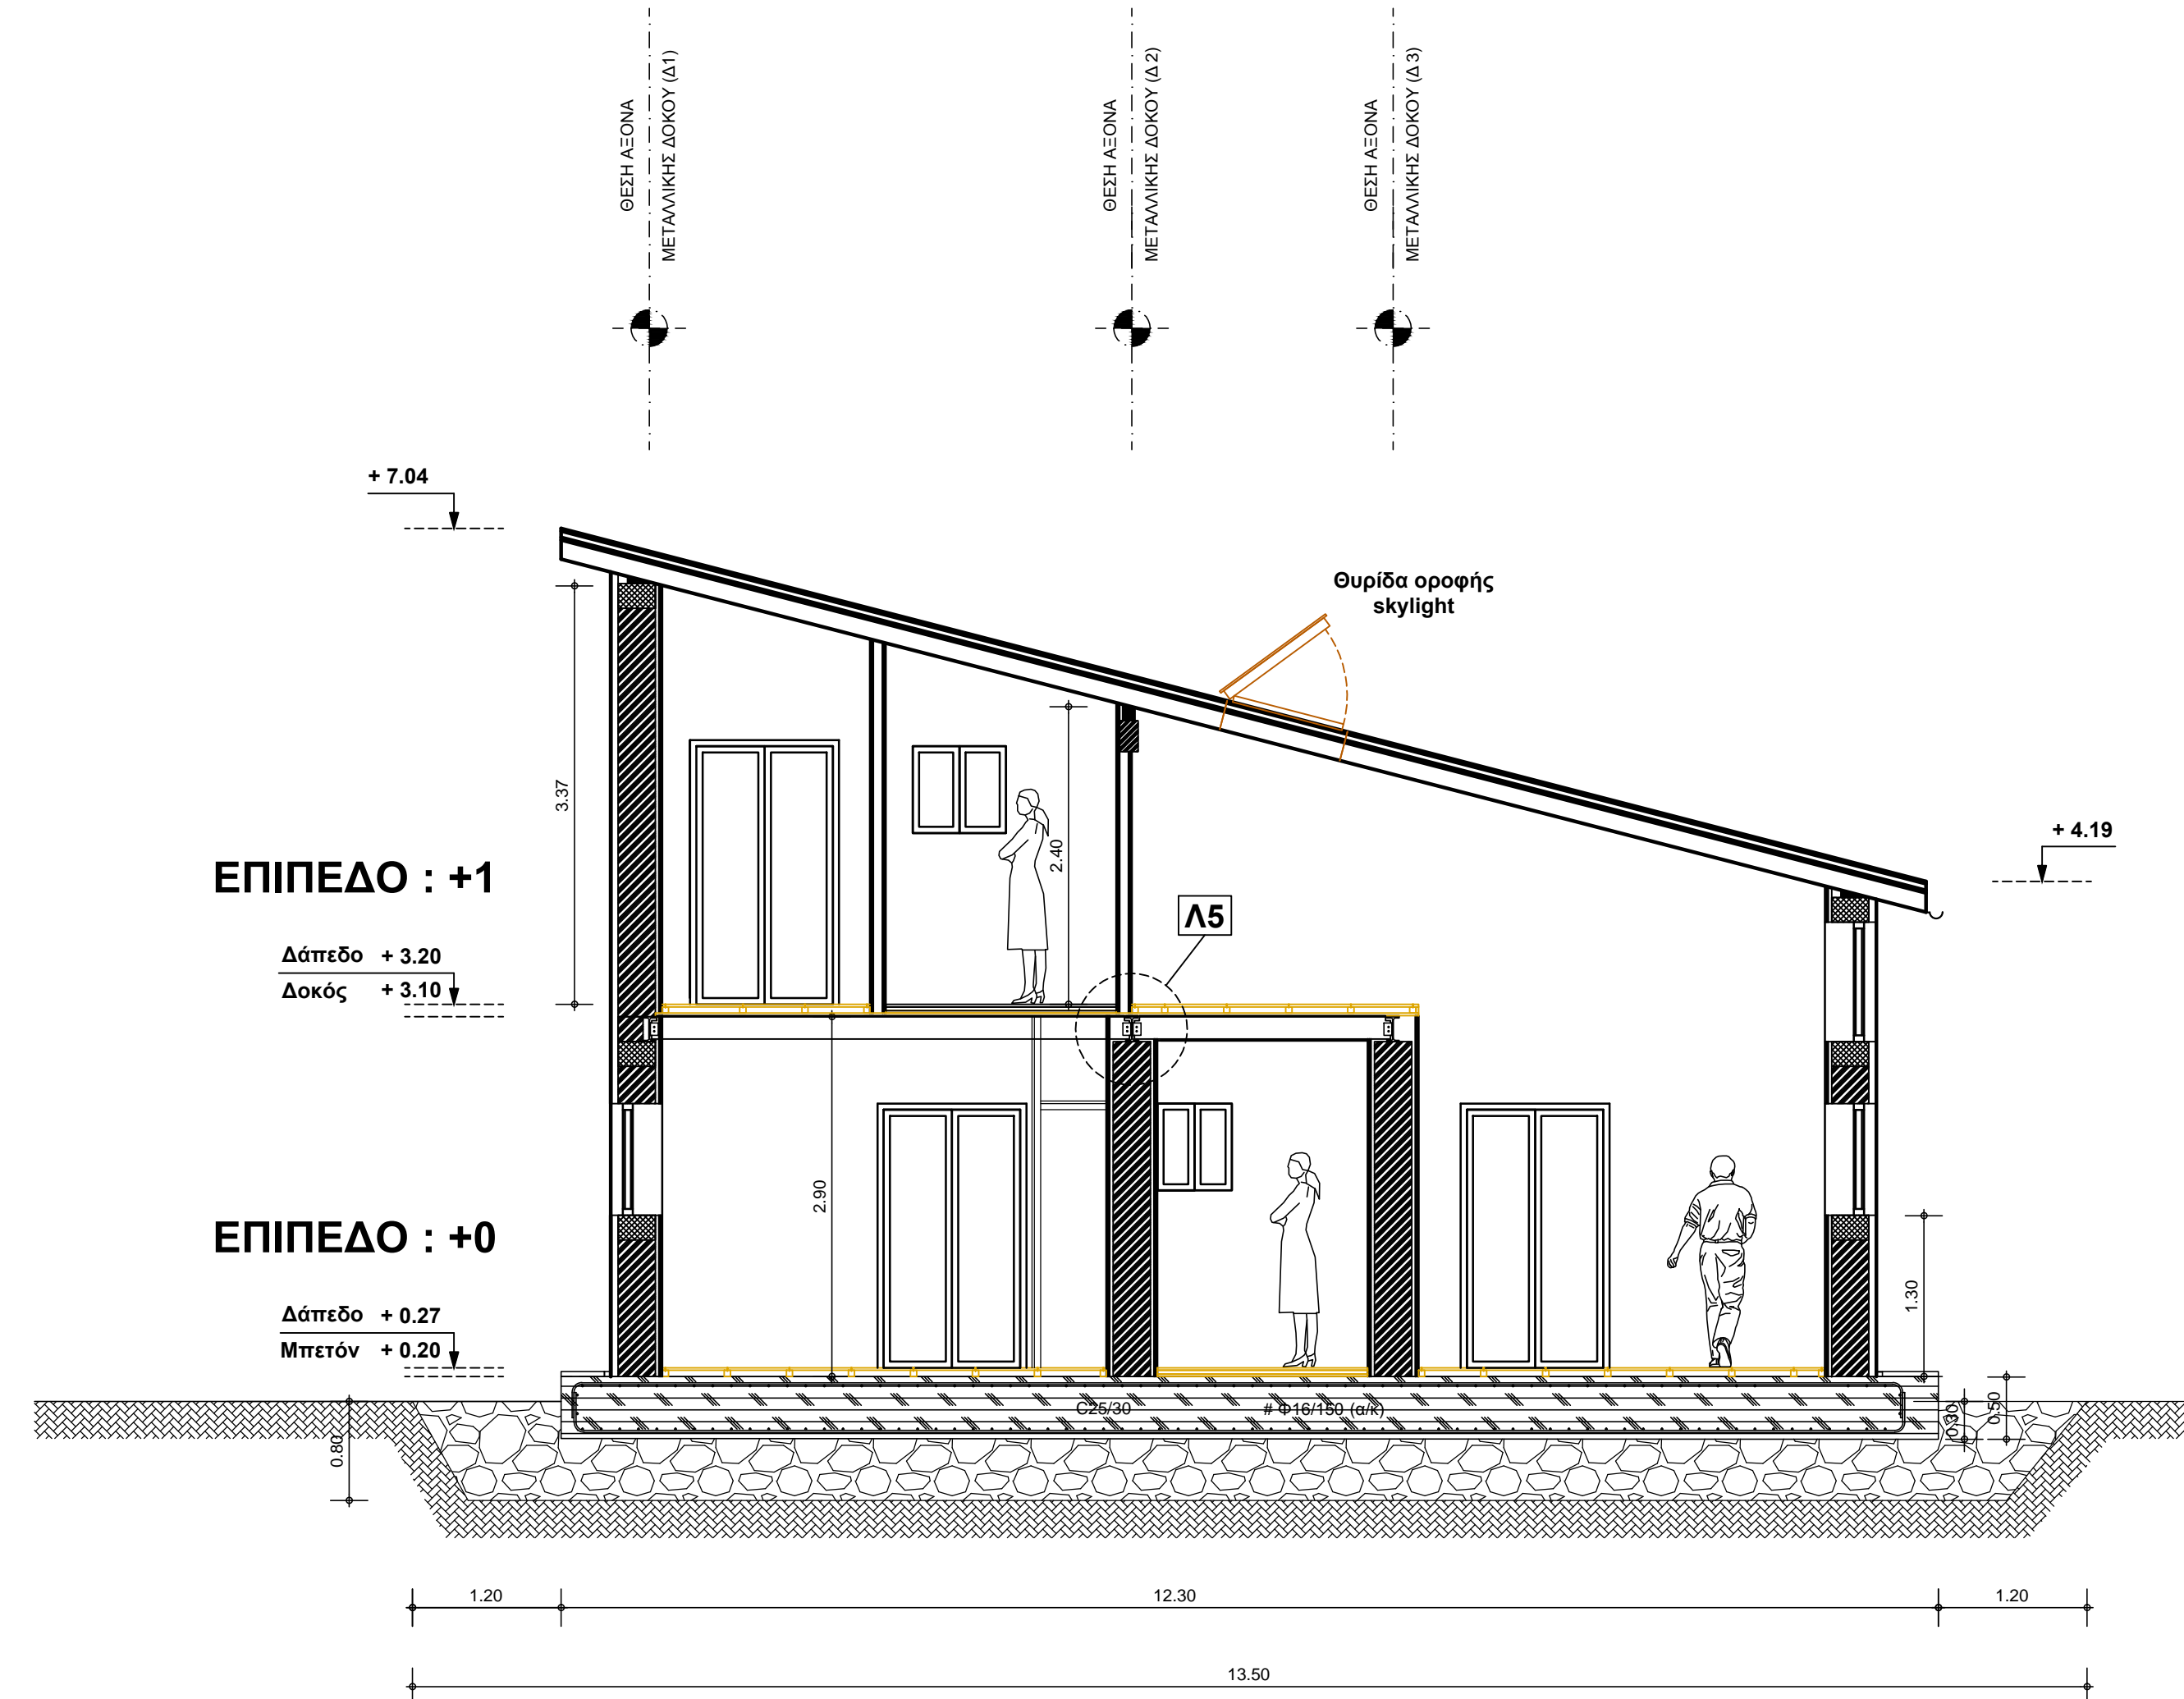 ΘΕΣΗ ΑΞΟΝΑ
ΜΕΤΑΛΛΙΚΗΣ ΔΟΚΟΥ (Δ1)
ΘΕΣΗ ΑΞΟΝΑ
ΜΕΤΑΛΛΙΚΗΣ ΔΟΚΟΥ (Δ 2)
ΘΕΣΗ ΑΞΟΝΑ
ΜΕΤΑΛΛΙΚΗΣ ΔΟΚΟΥ (Δ 3)
+ 7.04
Θυρίδα οροφής
skylight
3.37
2.40
+ 4.19
ΕΠΙΠΕΔΟ : +1
Λ5
Δάπεδο + 3.20
Δοκός + 3.10
2.90
ΕΠΙΠΕΔΟ : +0
1.30
Δάπεδο + 0.27
Μπετόν + 0.20
C25/30
# Φ16/150 (α/κ)
0.30
0.50
0.80
1.20
12.30
1.20
13.50